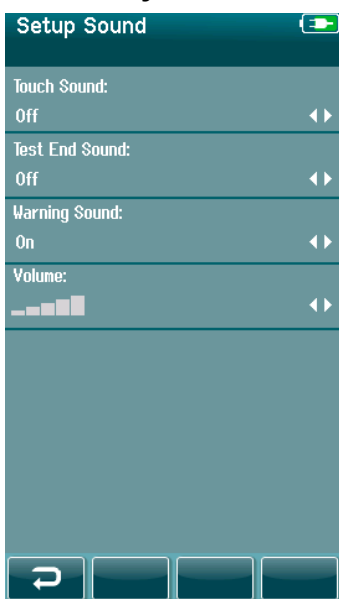 Setup Sound
Touch Sound:
Off
Test End Sound:
Off
Warning Sound:
On
Volume: